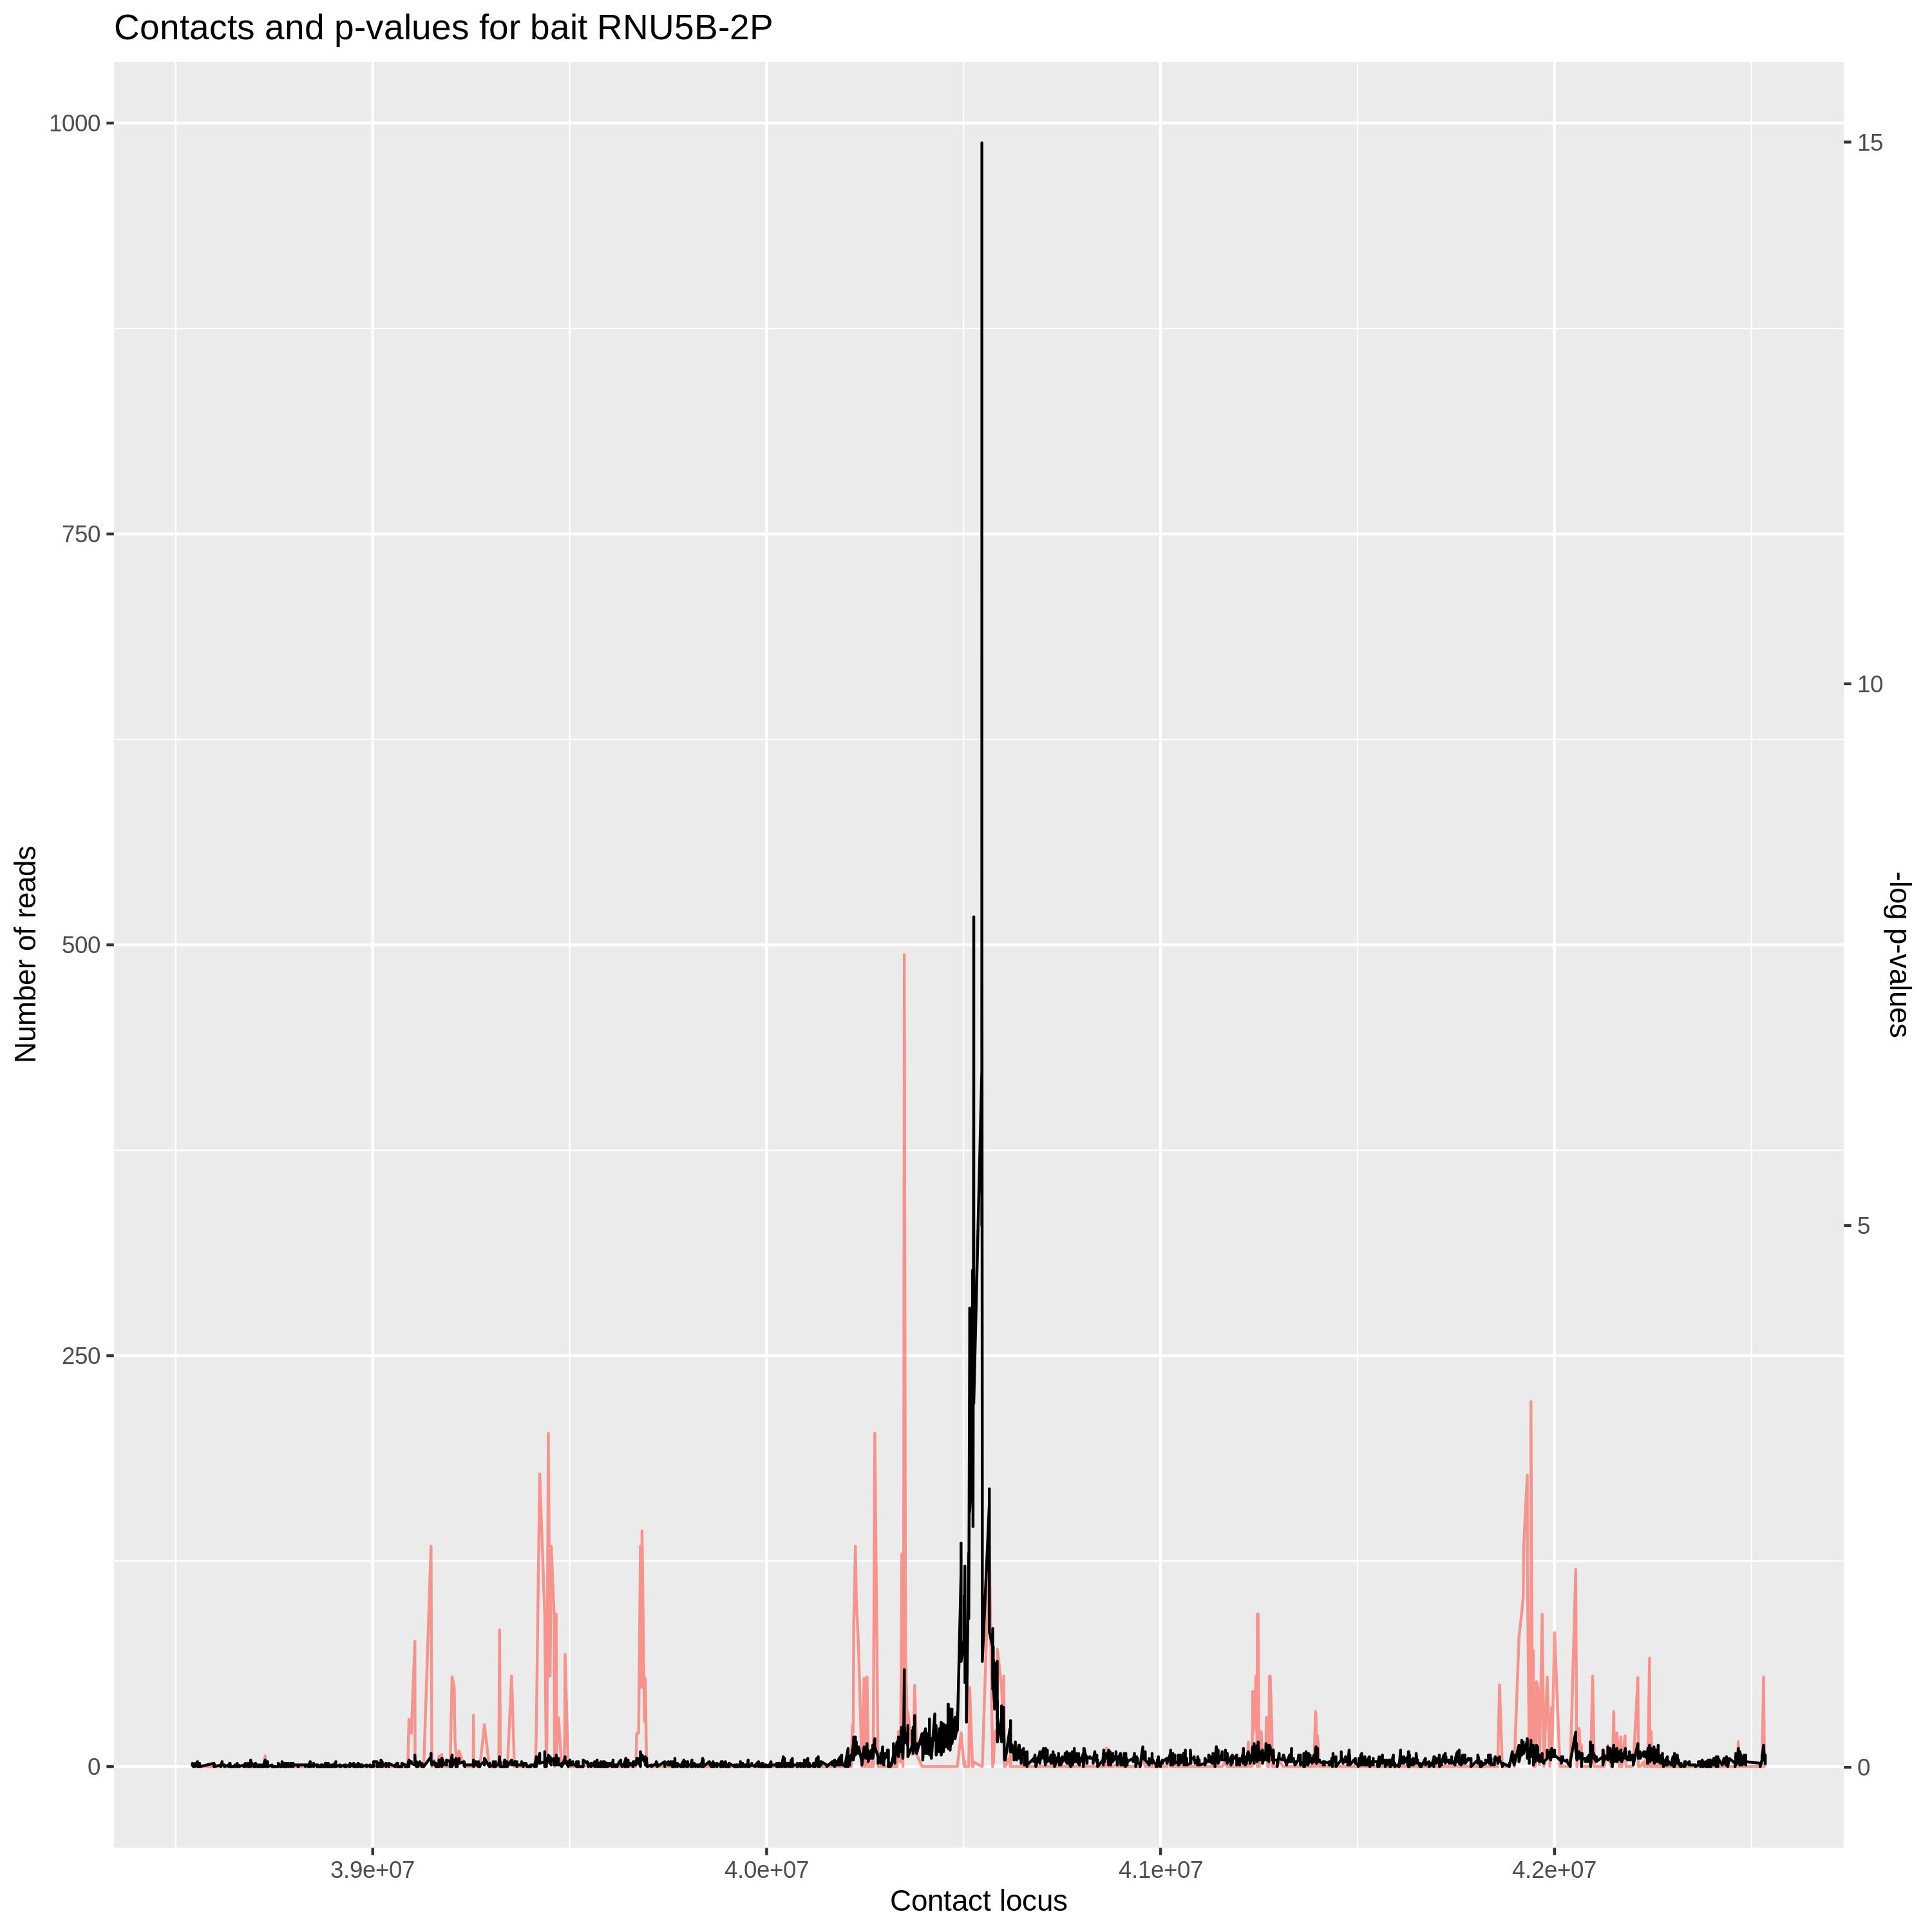 Contacts and p-values for bait RNU5B-2P
1000
750
500
250
0
Number of reads
15
10
5
0
-log p-values
3.9e+07
4.0e+07
4.1e+07
4.2e+07
Contact locus